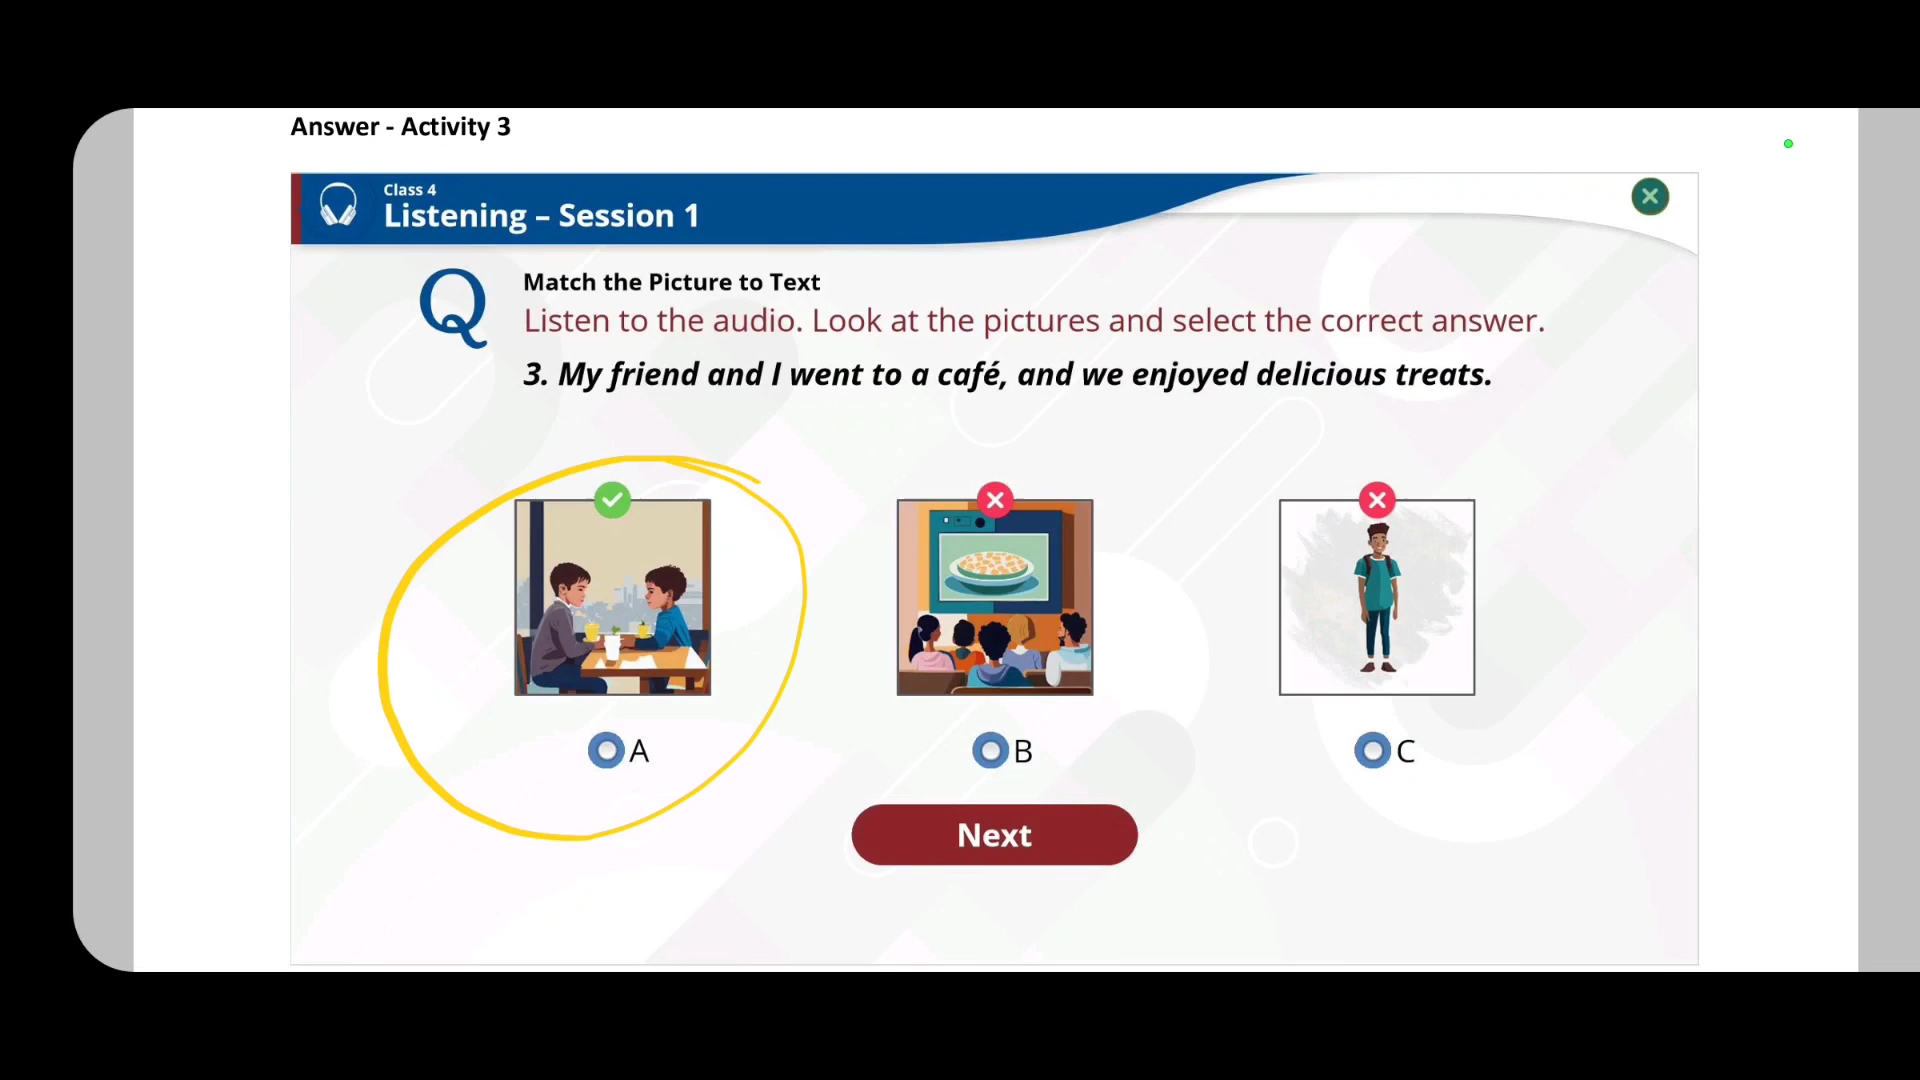 Answer - Activity 3
Class 4
Listening – Session 1
Q
Match the Picture to Text
Listen to the audio. Look at the pictures and select the correct answer.
3. My friend and I went to a café, and we enjoyed delicious treats.
A
B
C
Next